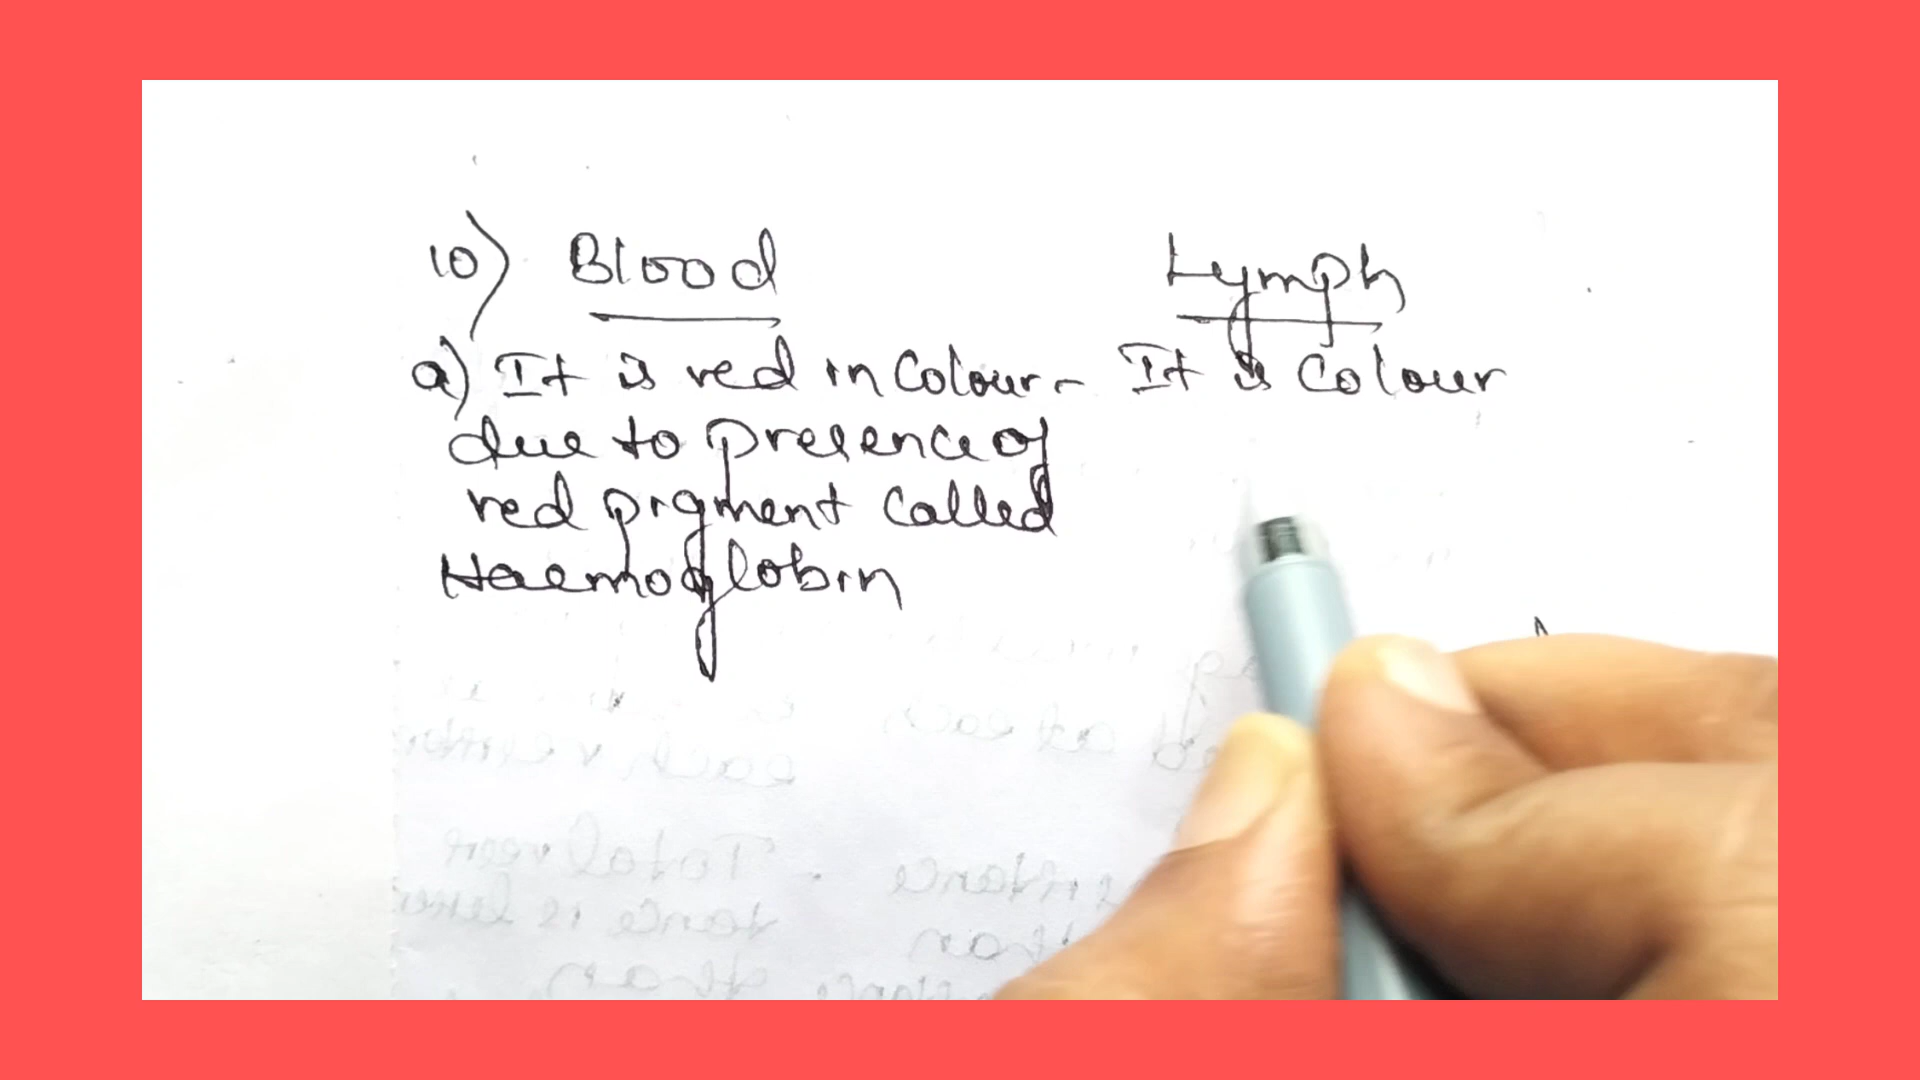 10) Blood Lymph
a) It is red in Colour - It is Colour
due to presence of
red pigment called
Haemoglobin